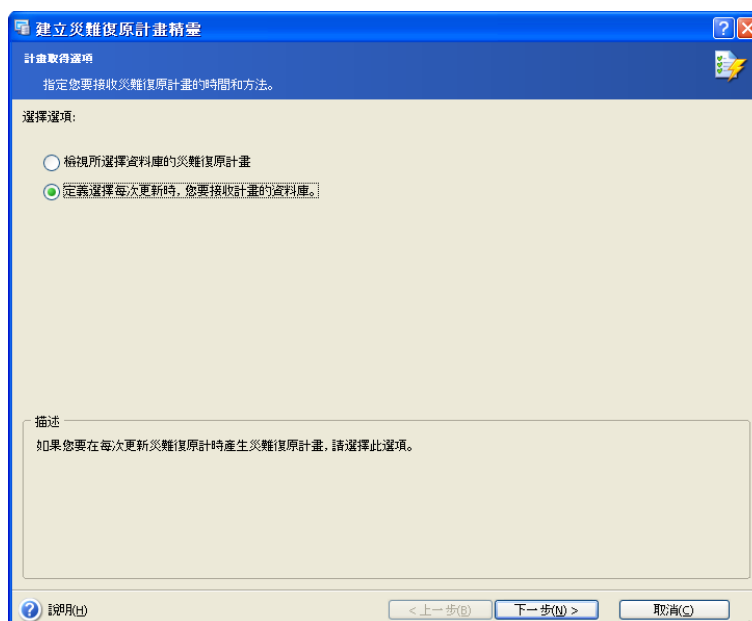 建立災難復原計畫精靈
計畫取得選項
指定您要接收災難復原計畫的時間和方法。
選擇選項:
檢視所選擇資料庫的災難復原計畫
定義選擇每次更新時, 您要接收計畫的資料庫。
描述
如果您要在每次更新災難復原計時產生災難復原計畫, 請選擇此選項。
說明(H)
< 上一步(B)
下一步(N) >
取消(C)